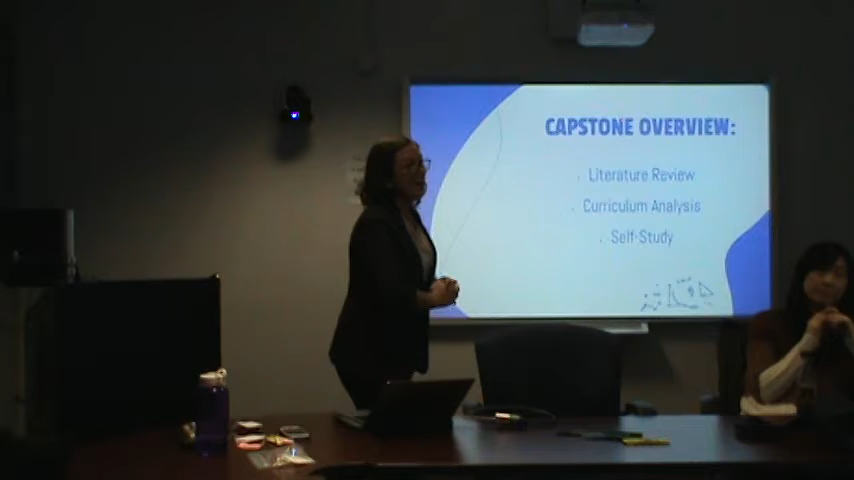 CAPSTONE OVERVIEW:
Literature Review
Curriculum Analysis
Self-Study